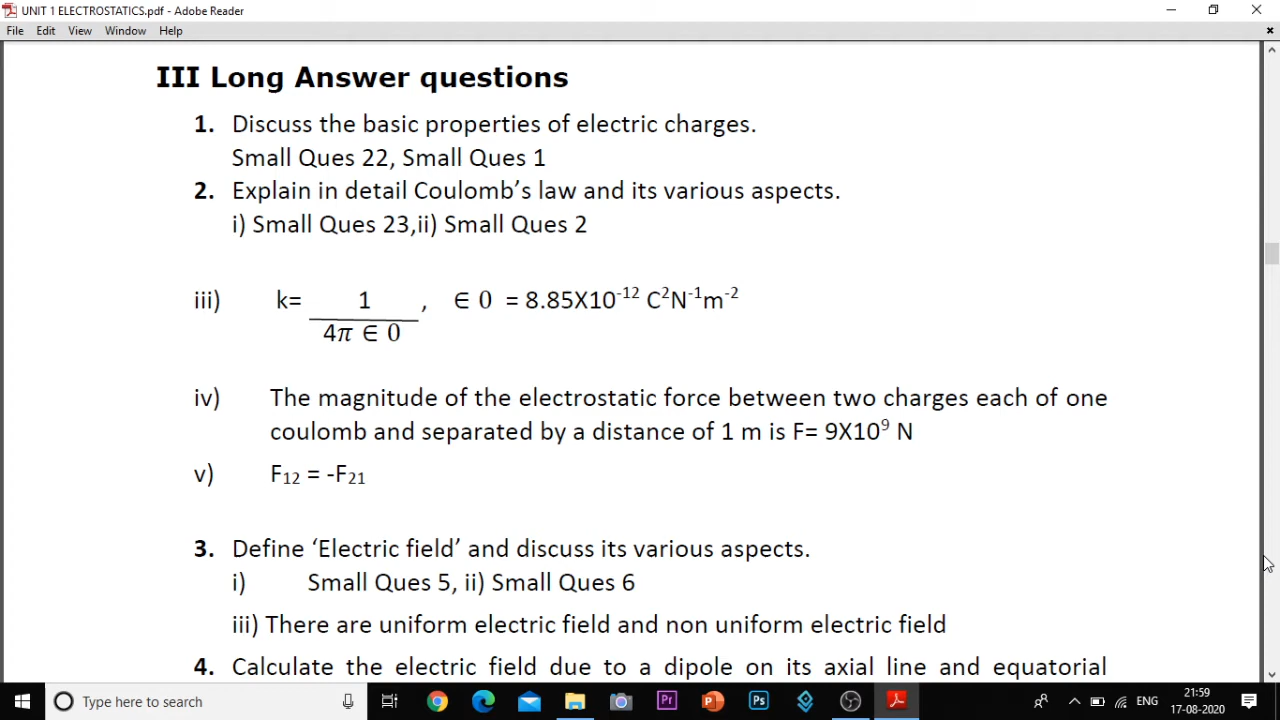 UNIT 1 ELECTROSTATICS.pdf - Adobe Reader
File Edit View Window Help
III Long Answer questions
1. Discuss the basic properties of electric charges.
Small Ques 22, Small Ques 1
2. Explain in detail Coulomb’s law and its various aspects.
i) Small Ques 23,ii) Small Ques 2
iii) k= 1 , ∈ 0 = 8.85X10⁻¹² C²N⁻¹m⁻²
4𝜋 ∈ 0
iv) The magnitude of the electrostatic force between two charges each of one
coulomb and separated by a distance of 1 m is F= 9X10⁹ N
v) F₁₂ = -F₂₁
3. Define ‘Electric field’ and discuss its various aspects.
i) Small Ques 5, ii) Small Ques 6
iii) There are uniform electric field and non uniform electric field
4. Calculate the electric field due to a dipole on its axial line and equatorial
Type here to search
Pr
Ps
ENG
21:59
17-08-2020